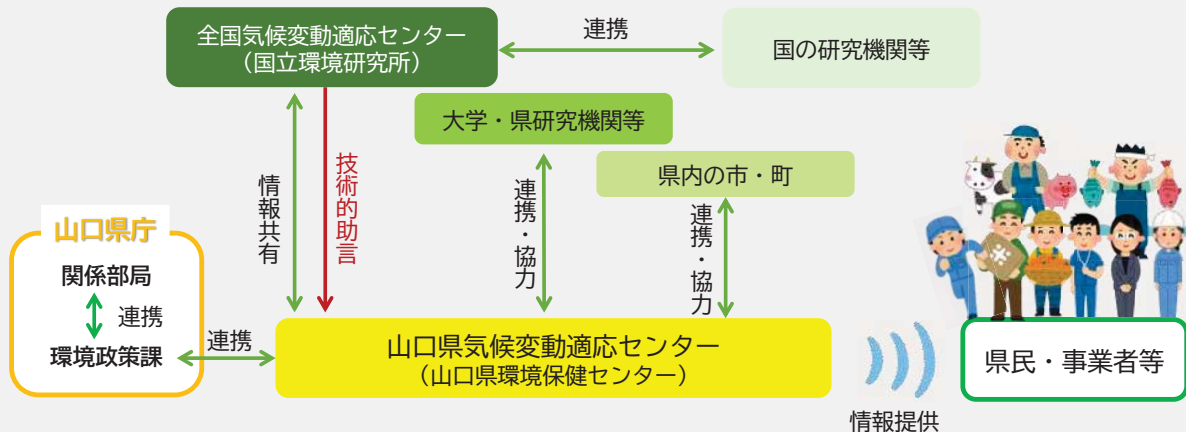 全国気候変動適応センター
(国立環境研究所)
連携
国の研究機関等
大学・県研究機関等
県内の市・町
情報共有
技術的助言
連携・協力
連携・協力
山口県庁
関係部局
連携
環境政策課
連携
山口県気候変動適応センター
(山口県環境保健センター)
米
県民・事業者等
情報提供